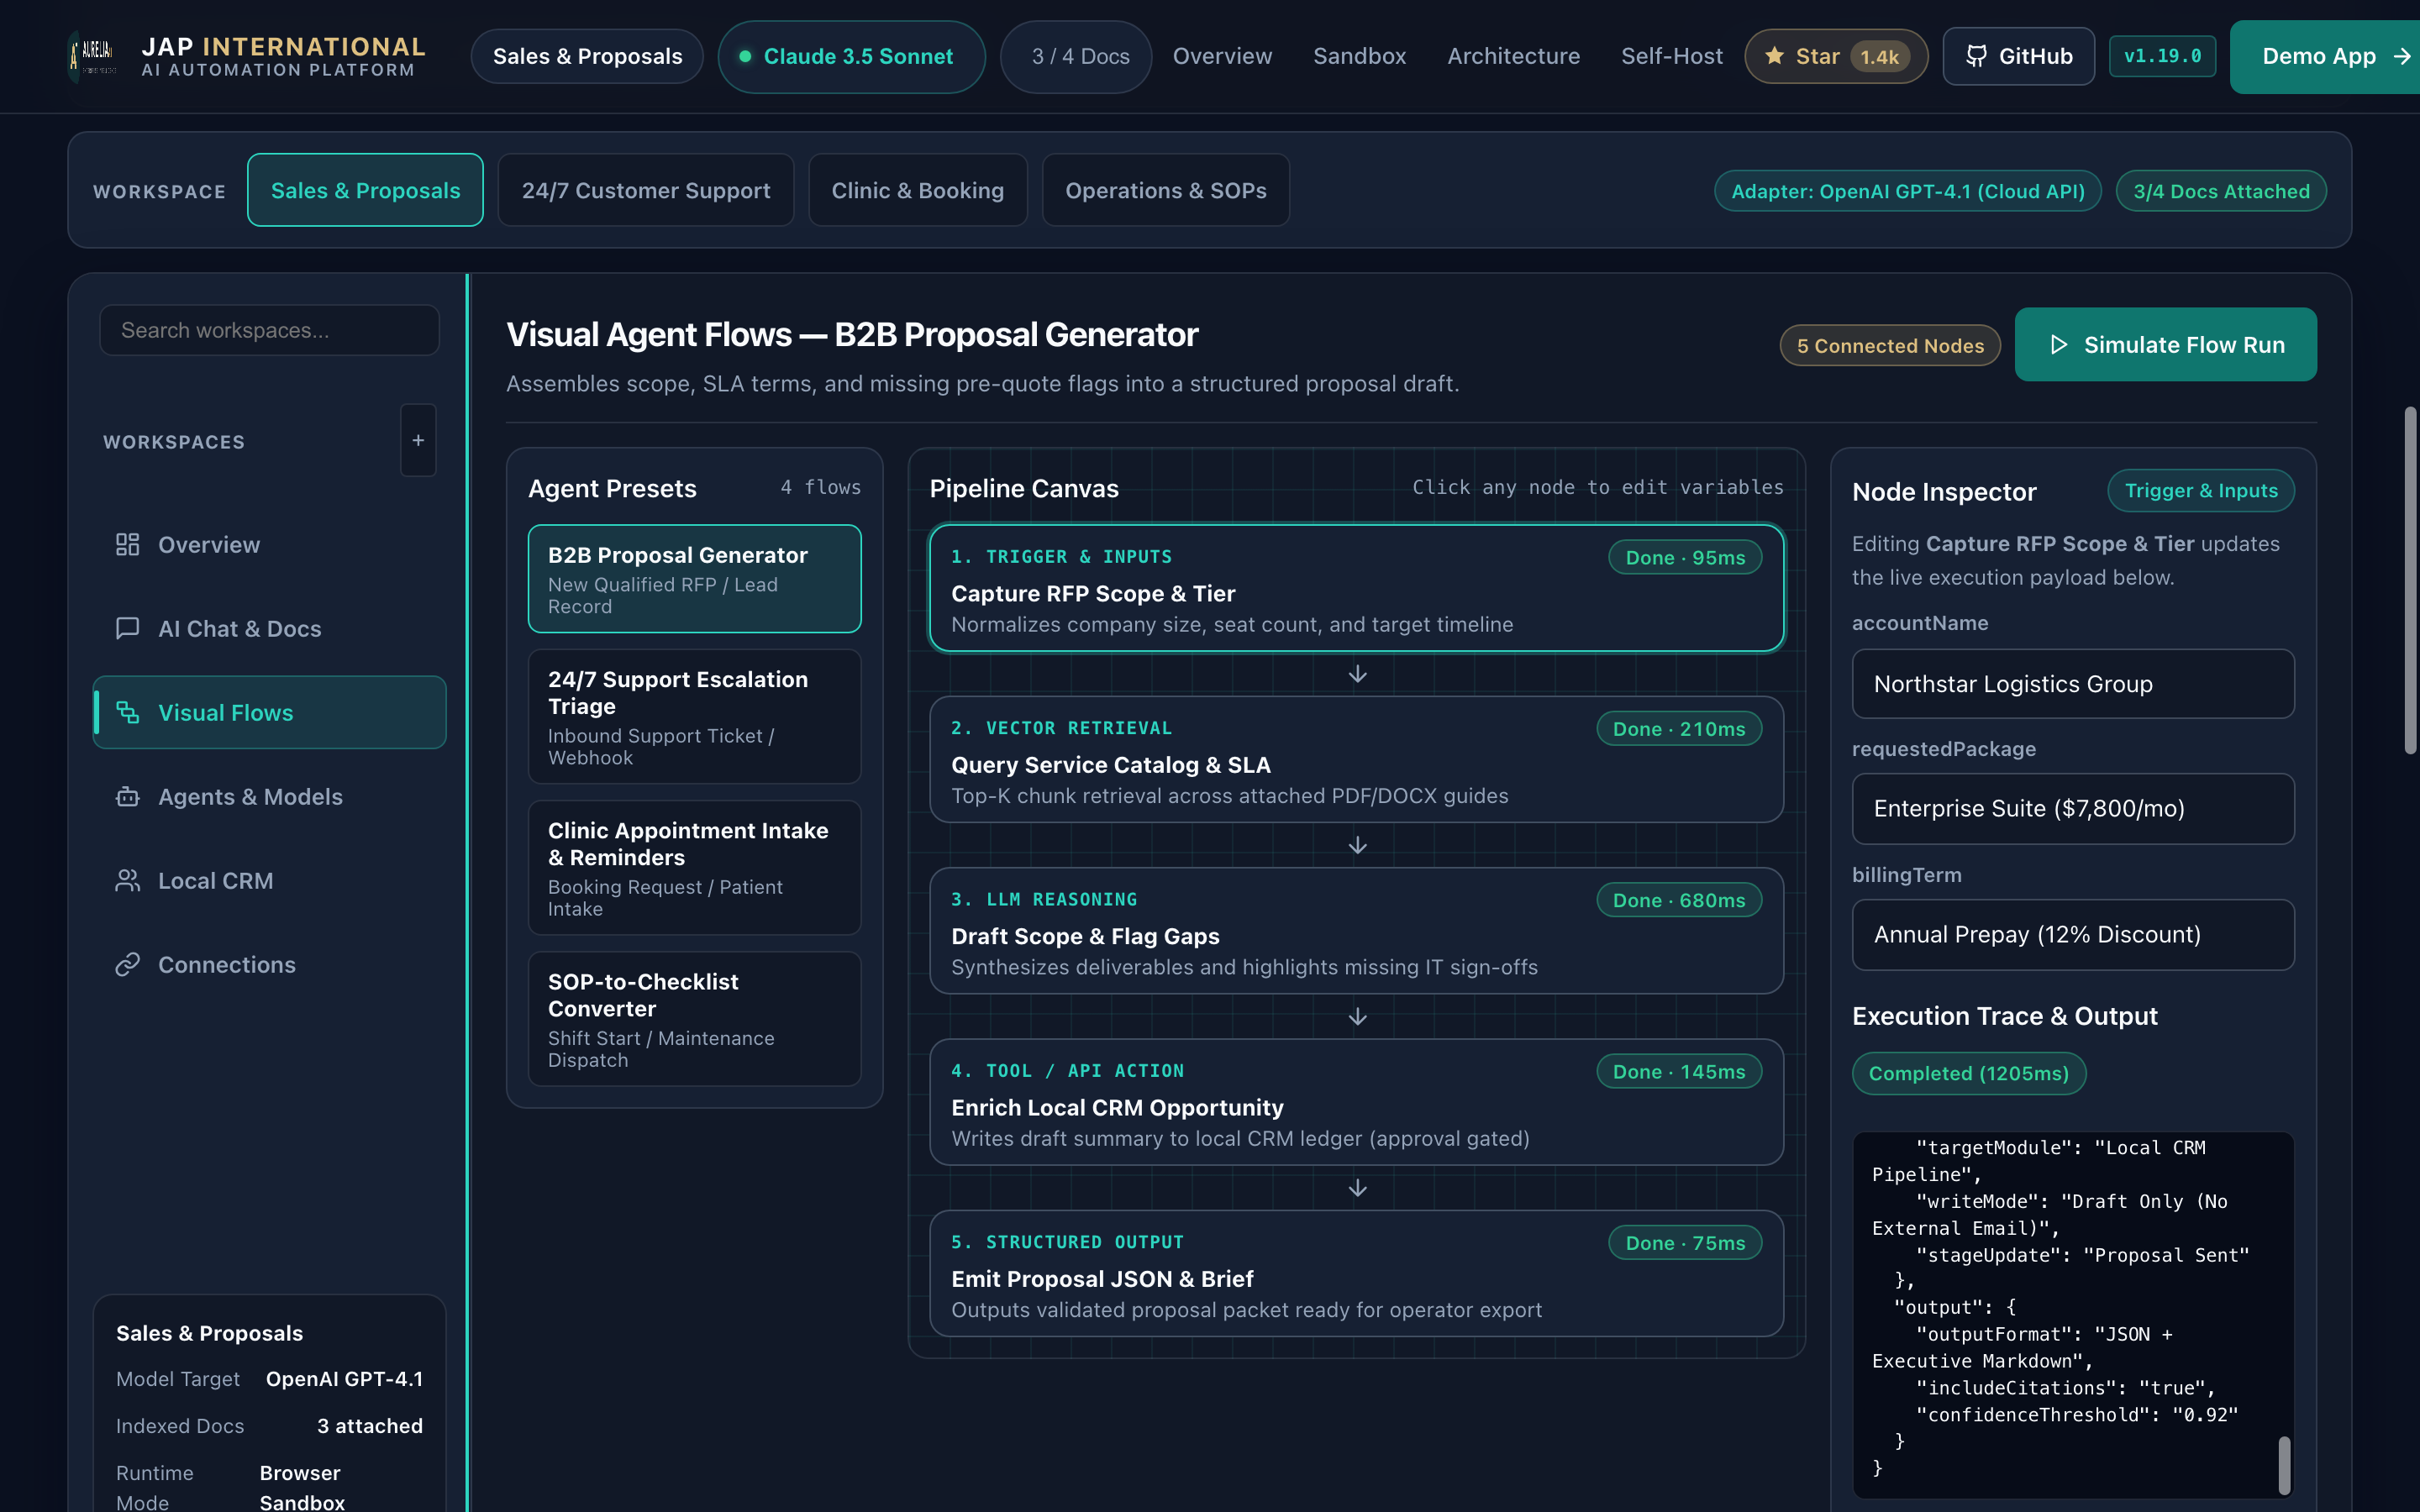 AURELIA
JAP INTERNATIONAL
AI AUTOMATION PLATFORM
Sales & Proposals
Claude 3.5 Sonnet
3 / 4 Docs
Overview
Sandbox
Architecture
Self-Host
Star 1.4k
GitHub
v1.19.0
Demo App →
WORKSPACE
Sales & Proposals
24/7 Customer Support
Clinic & Booking
Operations & SOPs
Adapter: OpenAI GPT-4.1 (Cloud API)
3/4 Docs Attached
Search workspaces...
WORKSPACES
+
Overview
AI Chat & Docs
Visual Flows
Agents & Models
Local CRM
Connections
Sales & Proposals
Model Target OpenAI GPT-4.1
Indexed Docs 3 attached
Runtime Browser
Mode Sandbox
Visual Agent Flows — B2B Proposal Generator
Assembles scope, SLA terms, and missing pre-quote flags into a structured proposal draft.
5 Connected Nodes
Simulate Flow Run
Agent Presets 4 flows
B2B Proposal Generator
New Qualified RFP / Lead
Record
24/7 Support Escalation
Triage
Inbound Support Ticket /
Webhook
Clinic Appointment Intake
& Reminders
Booking Request / Patient
Intake
SOP-to-Checklist
Converter
Shift Start / Maintenance
Dispatch
Pipeline Canvas Click any node to edit variables
1. TRIGGER & INPUTS Done · 95ms
Capture RFP Scope & Tier
Normalizes company size, seat count, and target timeline
↓
2. VECTOR RETRIEVAL Done · 210ms
Query Service Catalog & SLA
Top-K chunk retrieval across attached PDF/DOCX guides
↓
3. LLM REASONING Done · 680ms
Draft Scope & Flag Gaps
Synthesizes deliverables and highlights missing IT sign-offs
↓
4. TOOL / API ACTION Done · 145ms
Enrich Local CRM Opportunity
Writes draft summary to local CRM ledger (approval gated)
↓
5. STRUCTURED OUTPUT Done · 75ms
Emit Proposal JSON & Brief
Outputs validated proposal packet ready for operator export
Node Inspector Trigger & Inputs
Editing Capture RFP Scope & Tier updates
the live execution payload below.
accountName
Northstar Logistics Group
requestedPackage
Enterprise Suite ($7,800/mo)
billingTerm
Annual Prepay (12% Discount)
Execution Trace & Output
Completed (1205ms)
"targetModule": "Local CRM
Pipeline",
"writeMode": "Draft Only (No
External Email)",
"stageUpdate": "Proposal Sent"
},
"output": {
"outputFormat": "JSON +
Executive Markdown",
"includeCitations": "true",
"confidenceThreshold": "0.92"
}
}